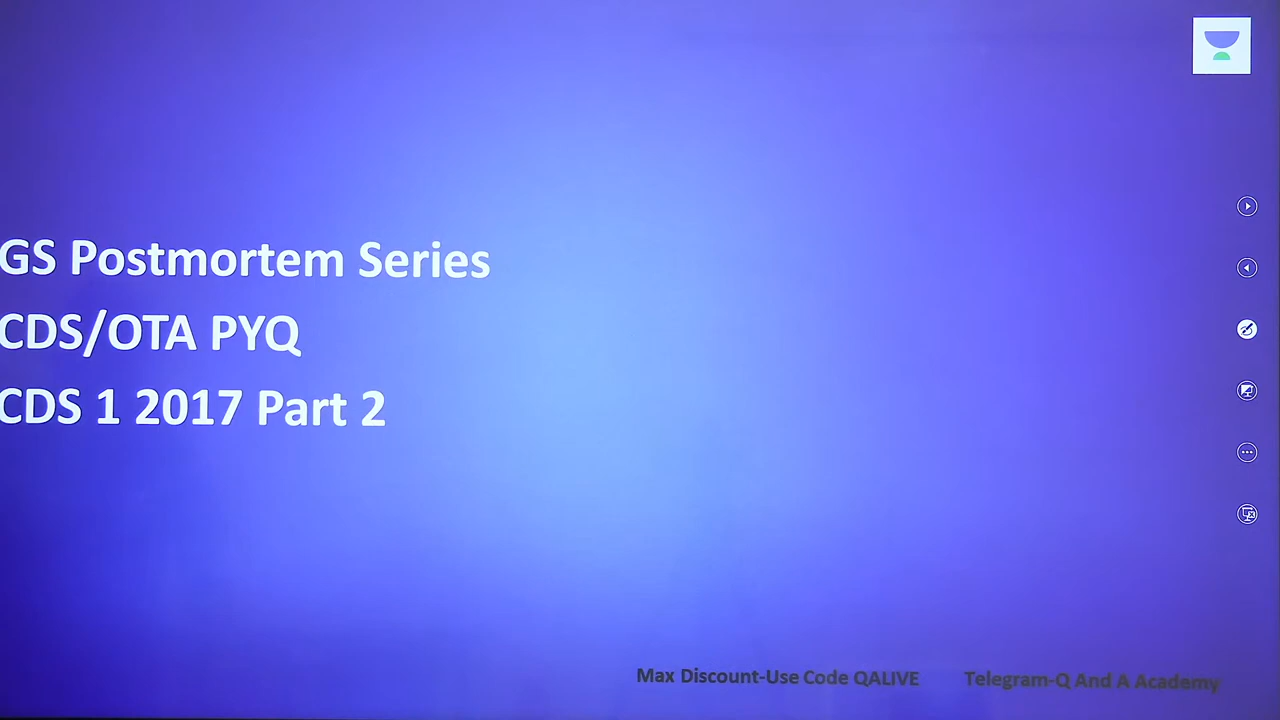 GS Postmortem Series
CDS/OTA PYQ
CDS 1 2017 Part 2
Max Discount-Use Code QALIVE
Telegram-Q And A Academy